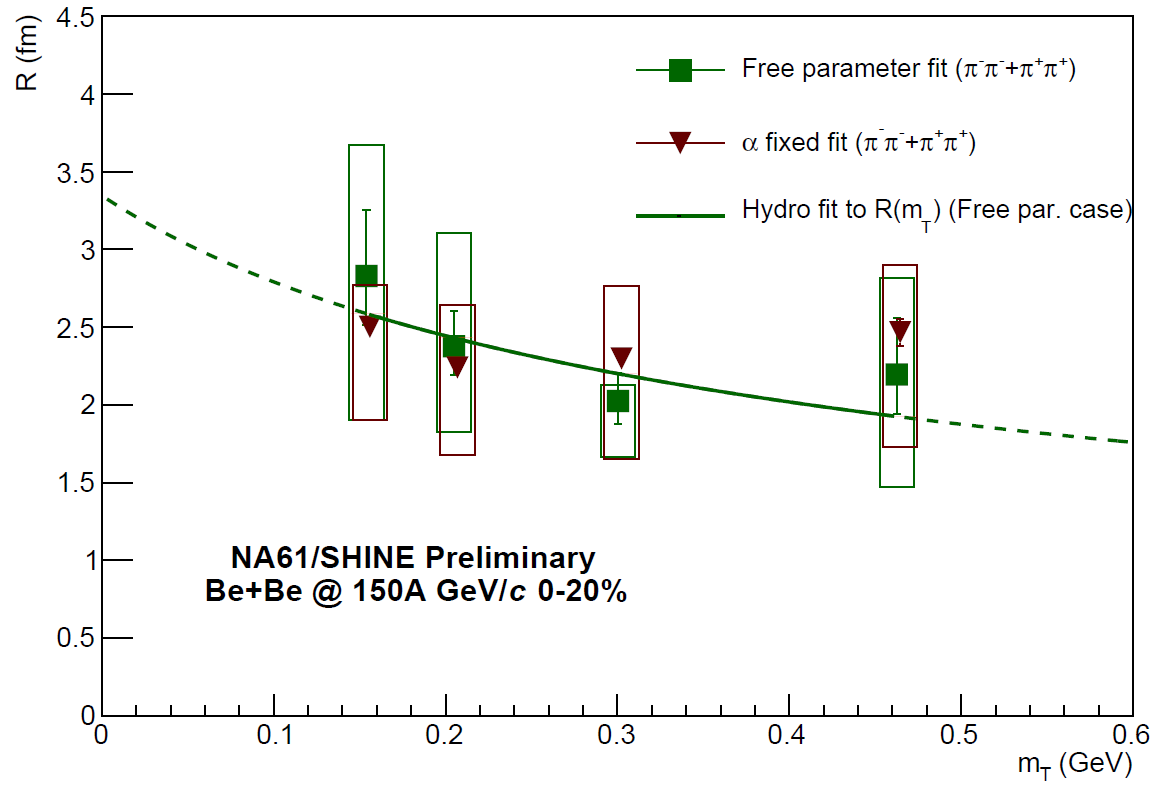 R (fm)
4.5
4
3.5
3
2.5
2
1.5
1
0.5
0
Free parameter fit (π⁻π⁻+π⁺π⁺)
α fixed fit (π⁻π⁻+π⁺π⁺)
Hydro fit to R(m_T) (Free par. case)
NA61/SHINE Preliminary
Be+Be @ 150A GeV/c 0-20%
0 0.1 0.2 0.3 0.4 0.5 0.6
m_T (GeV)